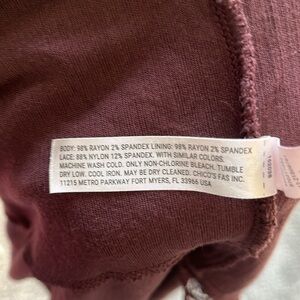 BODY: 98% RAYON 2% SPANDEX LINING: 98% RAYON 2% SPANDEX
LACE: 88% NYLON 12% SPANDEX. WITH SIMILAR COLORS.
MACHINE WASH COLD. ONLY NON-CHLORINE BLEACH. TUMBLE
DRY LOW. COOL IRON. MAY BE DRY CLEANED. CHICO'S FAS INC.
11215 METRO PARKWAY FORT MYERS, FL 33966 USA